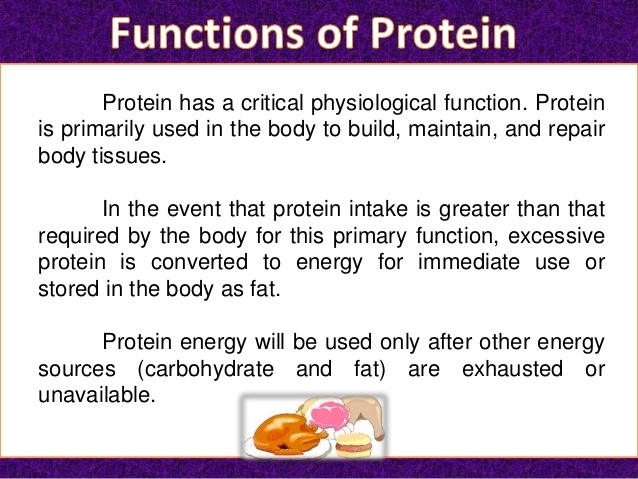 Functions of Protein
Protein has a critical physiological function. Protein
is primarily used in the body to build, maintain, and repair
body tissues.
In the event that protein intake is greater than that
required by the body for this primary function, excessive
protein is converted to energy for immediate use or
stored in the body as fat.
Protein energy will be used only after other energy
sources (carbohydrate and fat) are exhausted or
unavailable.